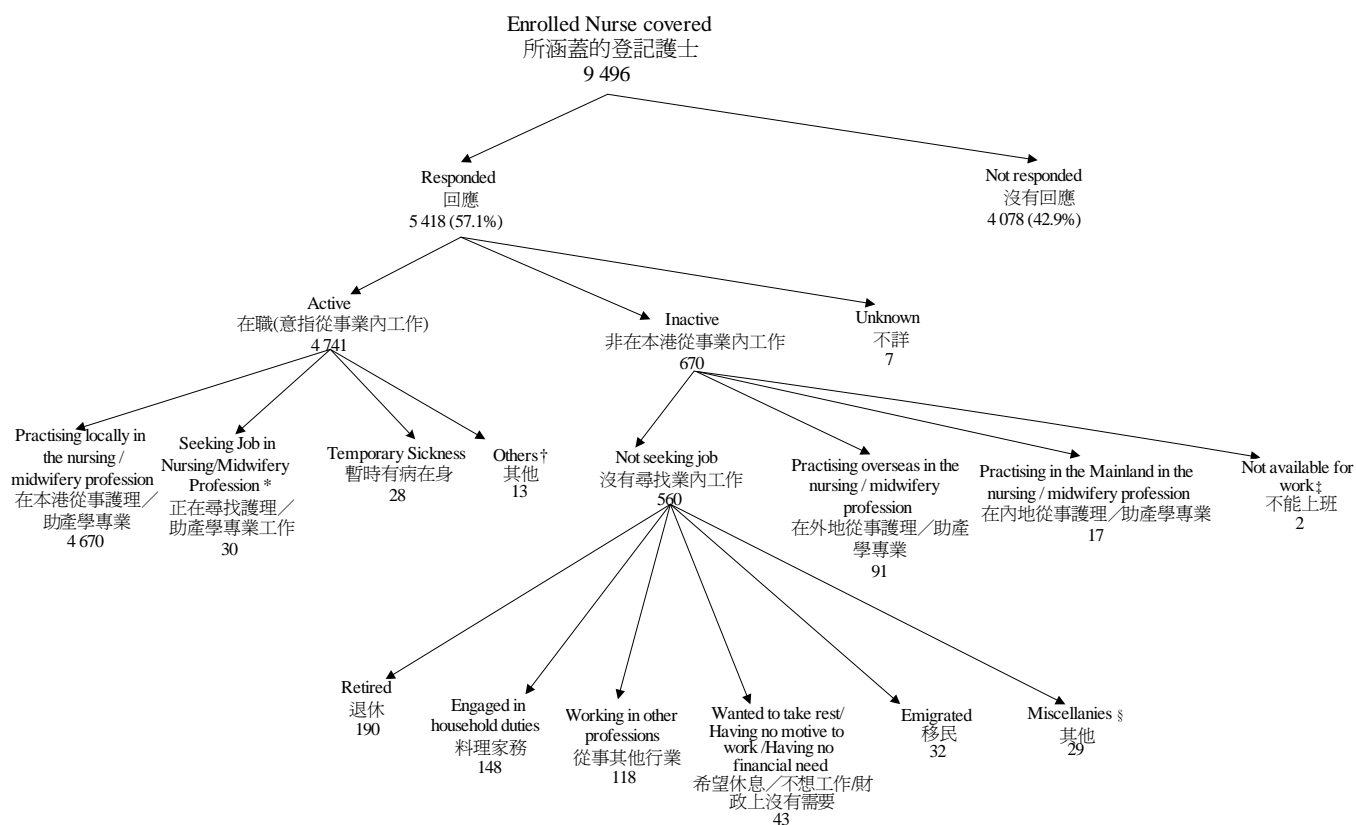 Enrolled Nurse covered
所涵蓋的登記護士
9 496
Responded
回應
5 418 (57.1%)
Not responded
沒有回應
4 078 (42.9%)
Active
在職(意指從事業內工作)
4 741
Inactive
非在本港從事業內工作
670
Unknown
不詳
7
Practising locally in
the nursing /
midwifery profession
在本港從事護理／
助產學專業
4 670
Seeking Job in
Nursing/Midwifery
Profession *
正在尋找護理／
助產學專業工作
30
Temporary Sickness
暫時有病在身
28
Others †
其他
13
Not seeking job
沒有尋找業內工作
560
Practising overseas in the
nursing / midwifery
profession
在外地從事護理／助產
學專業
91
Practising in the Mainland in the
nursing / midwifery profession
在內地從事護理／助產學專業
17
Not available for
work ‡
不能上班
2
Retired
退休
190
Engaged in
household duties
料理家務
148
Working in other
professions
從事其他行業
118
Wanted to take rest/
Having no motive to
work /Having no
financial need
希望休息／不想工作/財
政上沒有需要
43
Emigrated
移民
32
Miscellanies §
其他
29